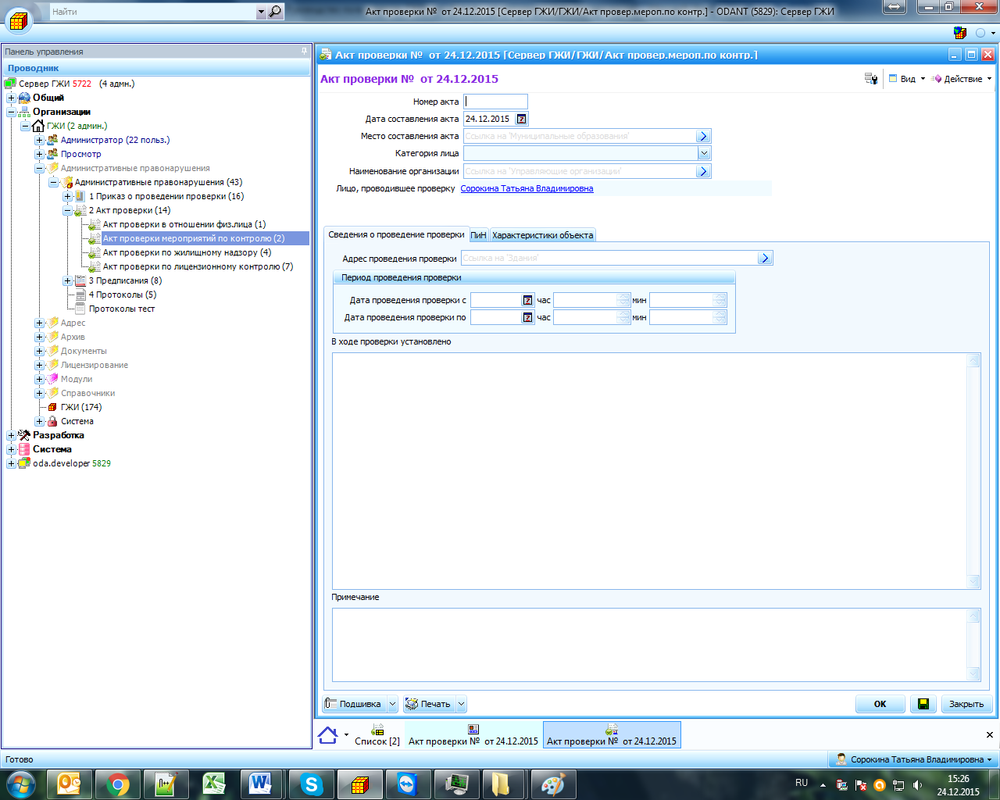 Найти
Акт проверки №  от 24.12.2015 [Сервер ГЖИ/ГЖИ/Акт провер.мероп.по контр.] - ODANT (5829): Сервер ГЖИ
Панель управления
Проводник
Сервер ГЖИ 5722 (4 адмн.)
Общий
Организации
ГЖИ (2 админ.)
Администратор (22 польз.)
Просмотр
Административные правонарушения
Административные правонарушения (43)
1 Приказ о проведении проверки (16)
2 Акт проверки (14)
Акт проверки в отношении физ.лица (1)
Акт проверки мероприятий по контролю (2)
Акт проверки по жилищному надзору (4)
Акт проверки по лицензионному контролю (7)
3 Предписания (8)
4 Протоколы (5)
Протоколы тест
Адрес
Архив
Документы
Лицензирование
Модули
Справочники
ГЖИ (174)
Система
Разработка
Система
oda.developer 5829
Акт проверки №  от 24.12.2015 [Сервер ГЖИ/ГЖИ/Акт провер.мероп.по контр.]
Акт проверки №  от 24.12.2015
Вид
Действие
Номер акта
Дата составления акта 24.12.2015
Место составления акта Ссылка на 'Муниципальные образования'
Категория лица
Наименование организации Ссылка на 'Управляющие организации'
Лицо, проводившее проверку Сорокина Татьяна Владимировна
Сведения о проведение проверки ПиН Характеристики объекта
Адрес проведения проверки Ссылка на 'Здания'
Период проведения проверки
Дата проведения проверки с час мин
Дата проведения проверки по час мин
В ходе проверки установлено
Примечание
Подшивка Печать OK Закрыть
Список [2] Акт проверки №  от 24.12.2015 Акт проверки №  от 24.12.2015
Готово
Сорокина Татьяна Владимировна
RU
15:26
24.12.2015